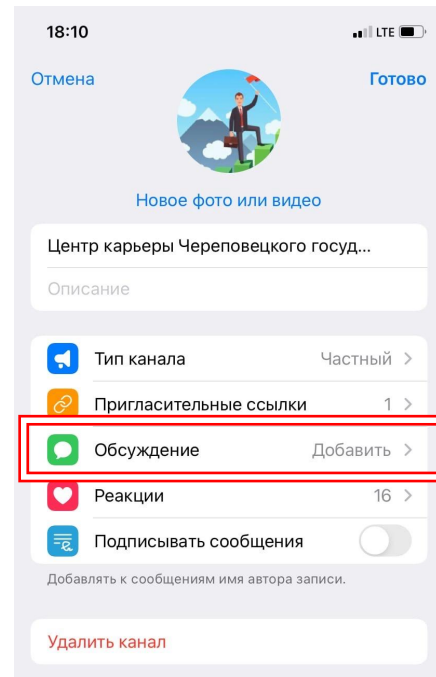 18:10 LTE
Отмена Готово
Новое фото или видео
Центр карьеры Череповецкого госуд...
Описание
Тип канала Частный
Пригласительные ссылки 1
Обсуждение Добавить
Реакции 16
Подписывать сообщения
Добавлять к сообщениям имя автора записи.
Удалить канал